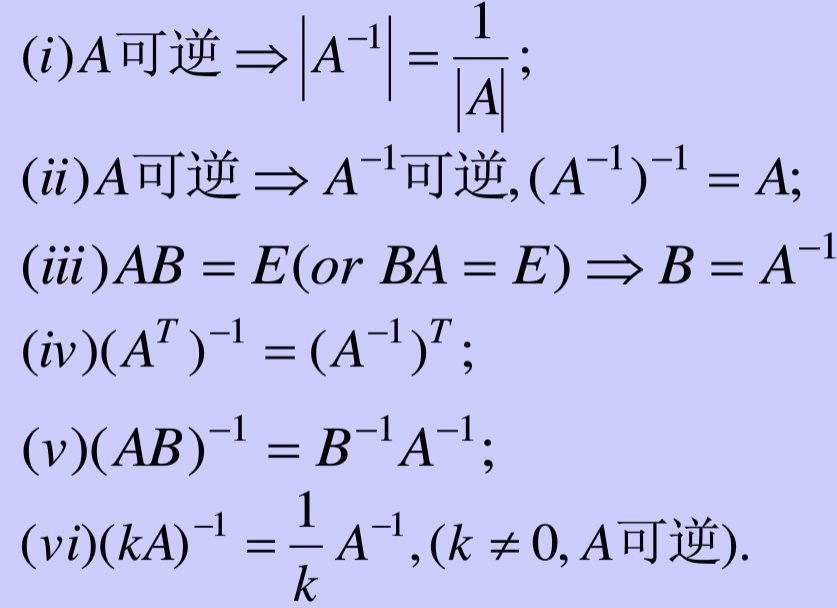 (i)A可逆⇒|A⁻¹| = 1/|A|;
(ii)A可逆⇒A⁻¹可逆,(A⁻¹)⁻¹ = A;
(iii)AB = E(or BA = E)⇒B = A⁻¹
(iv)(Aᵀ)⁻¹ = (A⁻¹)ᵀ;
(v)(AB)⁻¹ = B⁻¹A⁻¹;
(vi)(kA)⁻¹ = 1/k A⁻¹,(k ≠ 0, A可逆).